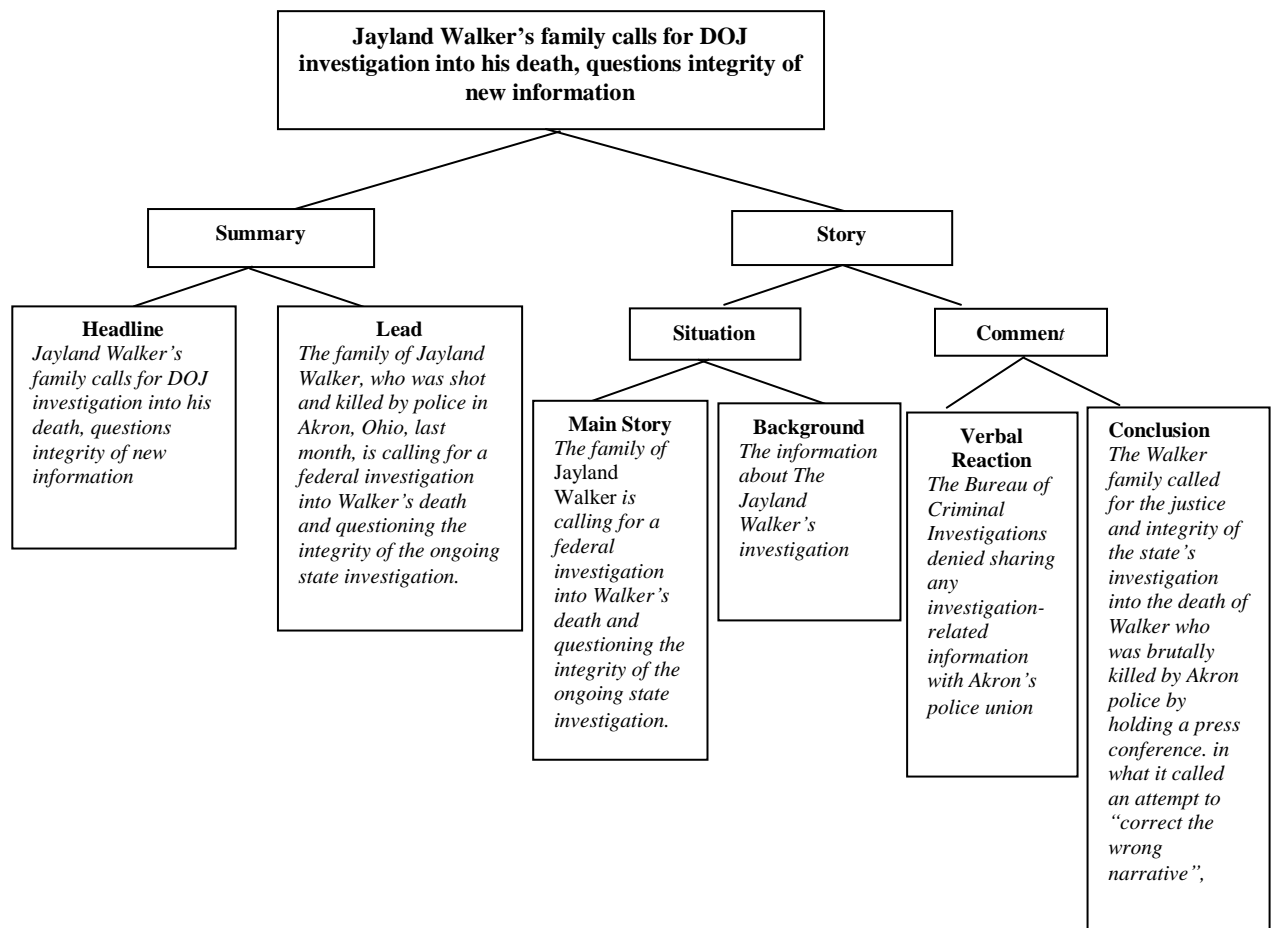 Jayland Walker’s family calls for DOJ
investigation into his death, questions integrity of
new information
Summary
Story
Headline
Jayland Walker’s
family calls for DOJ
investigation into his
death, questions
integrity of new
information
Lead
The family of Jayland
Walker, who was shot
and killed by police in
Akron, Ohio, last
month, is calling for a
federal investigation
into Walker’s death
and questioning the
integrity of the ongoing
state investigation.
Situation
Comment
Main Story
The family of
Jayland
Walker is
calling for a
federal
investigation
into Walker’s
death and
questioning the
integrity of the
ongoing state
investigation.
Background
The information
about The
Jayland
Walker’s
investigation
Verbal
Reaction
The Bureau of
Criminal
Investigations
denied sharing
any
investigation-
related
information
with Akron’s
police union
Conclusion
The Walker
family called
for the justice
and integrity of
the state’s
investigation
into the death of
Walker who
was brutally
killed by Akron
police by
holding a press
conference. in
what it called
an attempt to
“correct the
wrong
narrative”,